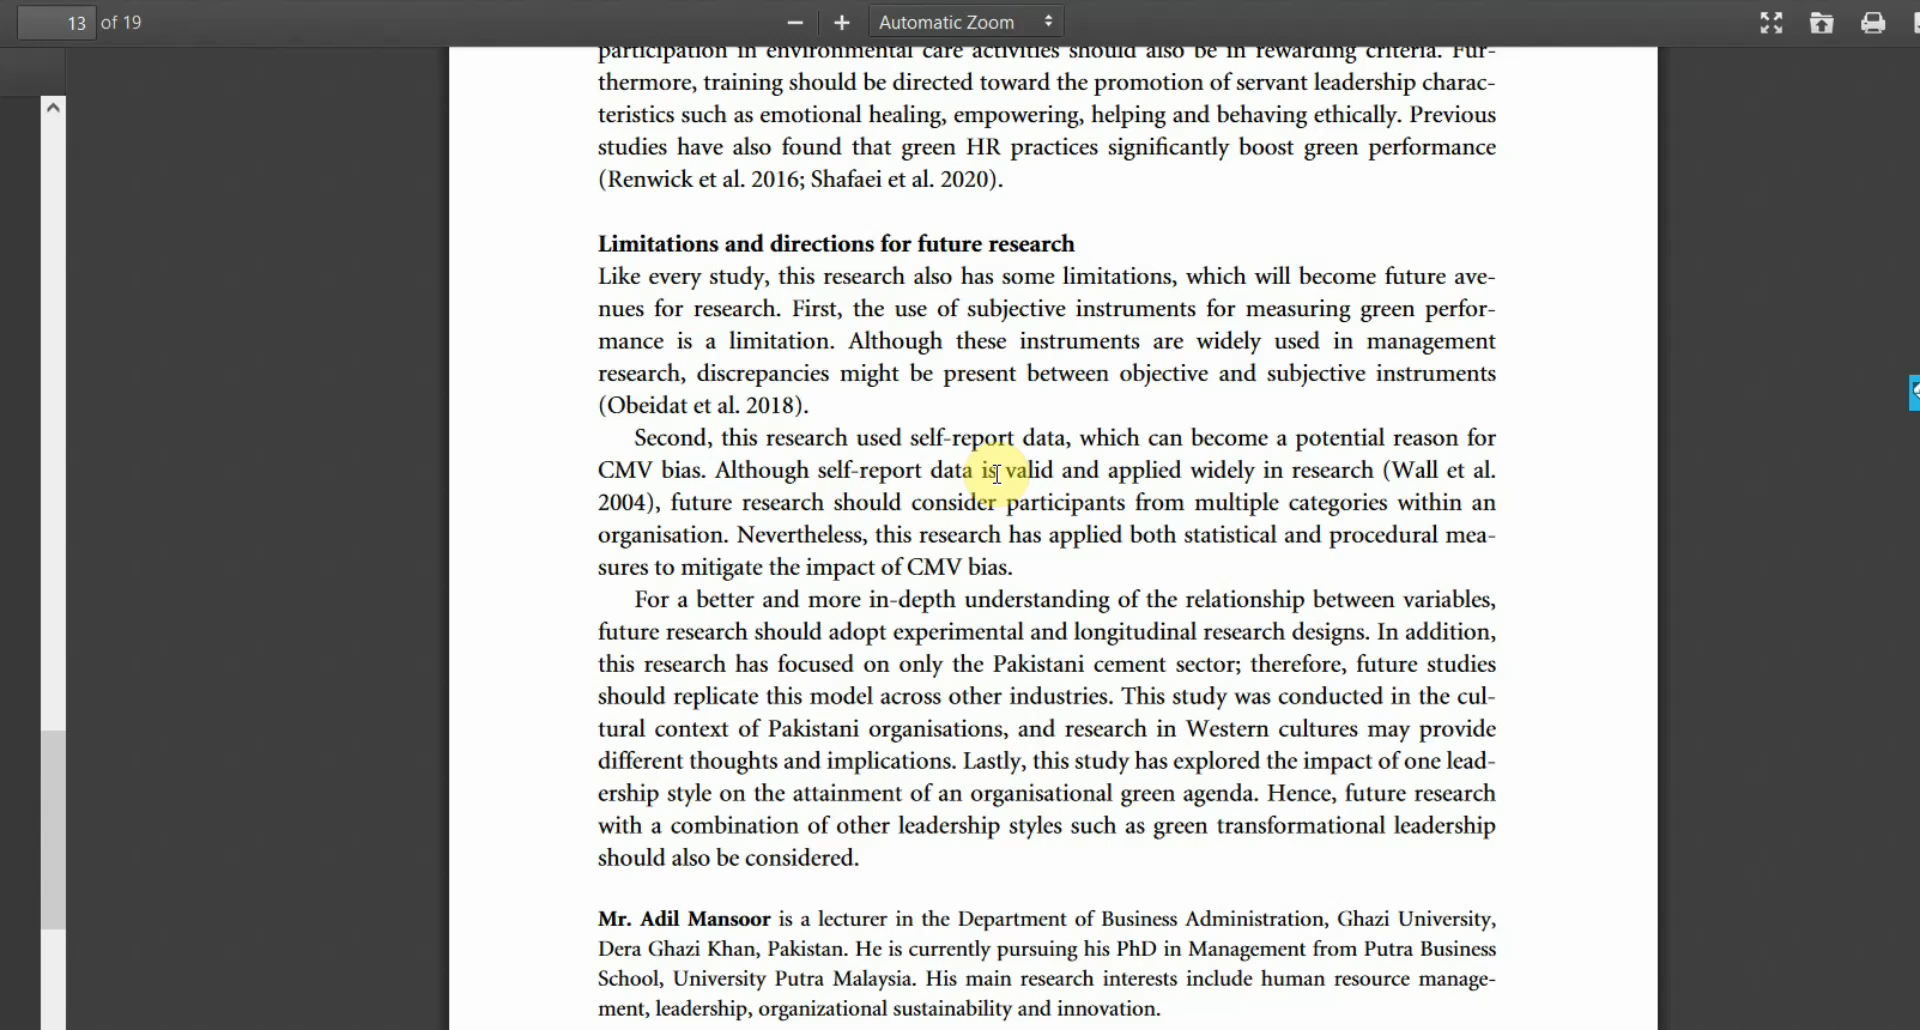 13 of 19
Automatic Zoom
participation in environmental care activities should also be in rewarding criteria. Fur-
thermore, training should be directed toward the promotion of servant leadership charac-
teristics such as emotional healing, empowering, helping and behaving ethically. Previous
studies have also found that green HR practices significantly boost green performance
(Renwick et al. 2016; Shafaei et al. 2020).
Limitations and directions for future research
Like every study, this research also has some limitations, which will become future ave-
nues for research. First, the use of subjective instruments for measuring green perfor-
mance is a limitation. Although these instruments are widely used in management
research, discrepancies might be present between objective and subjective instruments
(Obeidat et al. 2018).
Second, this research used self-report data, which can become a potential reason for
CMV bias. Although self-report data is valid and applied widely in research (Wall et al.
2004), future research should consider participants from multiple categories within an
organisation. Nevertheless, this research has applied both statistical and procedural mea-
sures to mitigate the impact of CMV bias.
For a better and more in-depth understanding of the relationship between variables,
future research should adopt experimental and longitudinal research designs. In addition,
this research has focused on only the Pakistani cement sector; therefore, future studies
should replicate this model across other industries. This study was conducted in the cul-
tural context of Pakistani organisations, and research in Western cultures may provide
different thoughts and implications. Lastly, this study has explored the impact of one lead-
ership style on the attainment of an organisational green agenda. Hence, future research
with a combination of other leadership styles such as green transformational leadership
should also be considered.
Mr. Adil Mansoor is a lecturer in the Department of Business Administration, Ghazi University,
Dera Ghazi Khan, Pakistan. He is currently pursuing his PhD in Management from Putra Business
School, University Putra Malaysia. His main research interests include human resource manage-
ment, leadership, organizational sustainability and innovation.